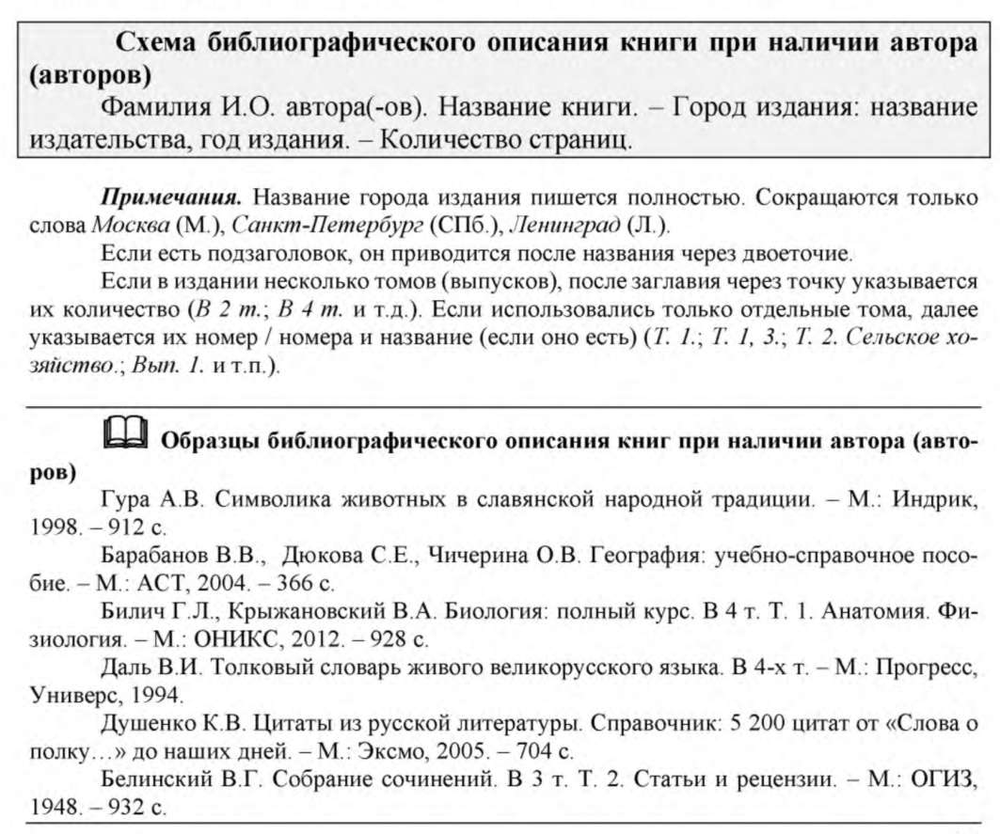 Схема библиографического описания книги при наличии автора
(авторов)
Фамилия И.О. автора(-ов). Название книги. – Город издания: название
издательства, год издания. – Количество страниц.
Примечания. Название города издания пишется полностью. Сокращаются только
слова Москва (М.), Санкт-Петербург (СПб.), Ленинград (Л.).
Если есть подзаголовок, он приводится после названия через двоеточие.
Если в издании несколько томов (выпусков), после заглавия через точку указывается
их количество (В 2 т.; В 4 т. и т.д.). Если использовались только отдельные тома, далее
указывается их номер / номера и название (если оно есть) (Т. 1.; Т. 1, 3.; Т. 2. Сельское хо-
зяйство.; Вып. 1. и т.п.).
Образцы библиографического описания книг при наличии автора (авто-
ров)
Гура А.В. Символика животных в славянской народной традиции. – М.: Индрик,
1998. – 912 с.
Барабанов В.В., Дюкова С.Е., Чичерина О.В. География: учебно-справочное посо-
бие. – М.: АСТ, 2004. – 366 с.
Билич Г.Л., Крыжановский В.А. Биология: полный курс. В 4 т. Т. 1. Анатомия. Фи-
зиология. – М.: ОНИКС, 2012. – 928 с.
Даль В.И. Толковый словарь живого великорусского языка. В 4-х т. – М.: Прогресс,
Универс, 1994.
Душенко К.В. Цитаты из русской литературы. Справочник: 5 200 цитат от «Слова о
полку…» до наших дней. – М.: Эксмо, 2005. – 704 с.
Белинский В.Г. Собрание сочинений. В 3 т. Т. 2. Статьи и рецензии. – М.: ОГИЗ,
1948. – 932 с.